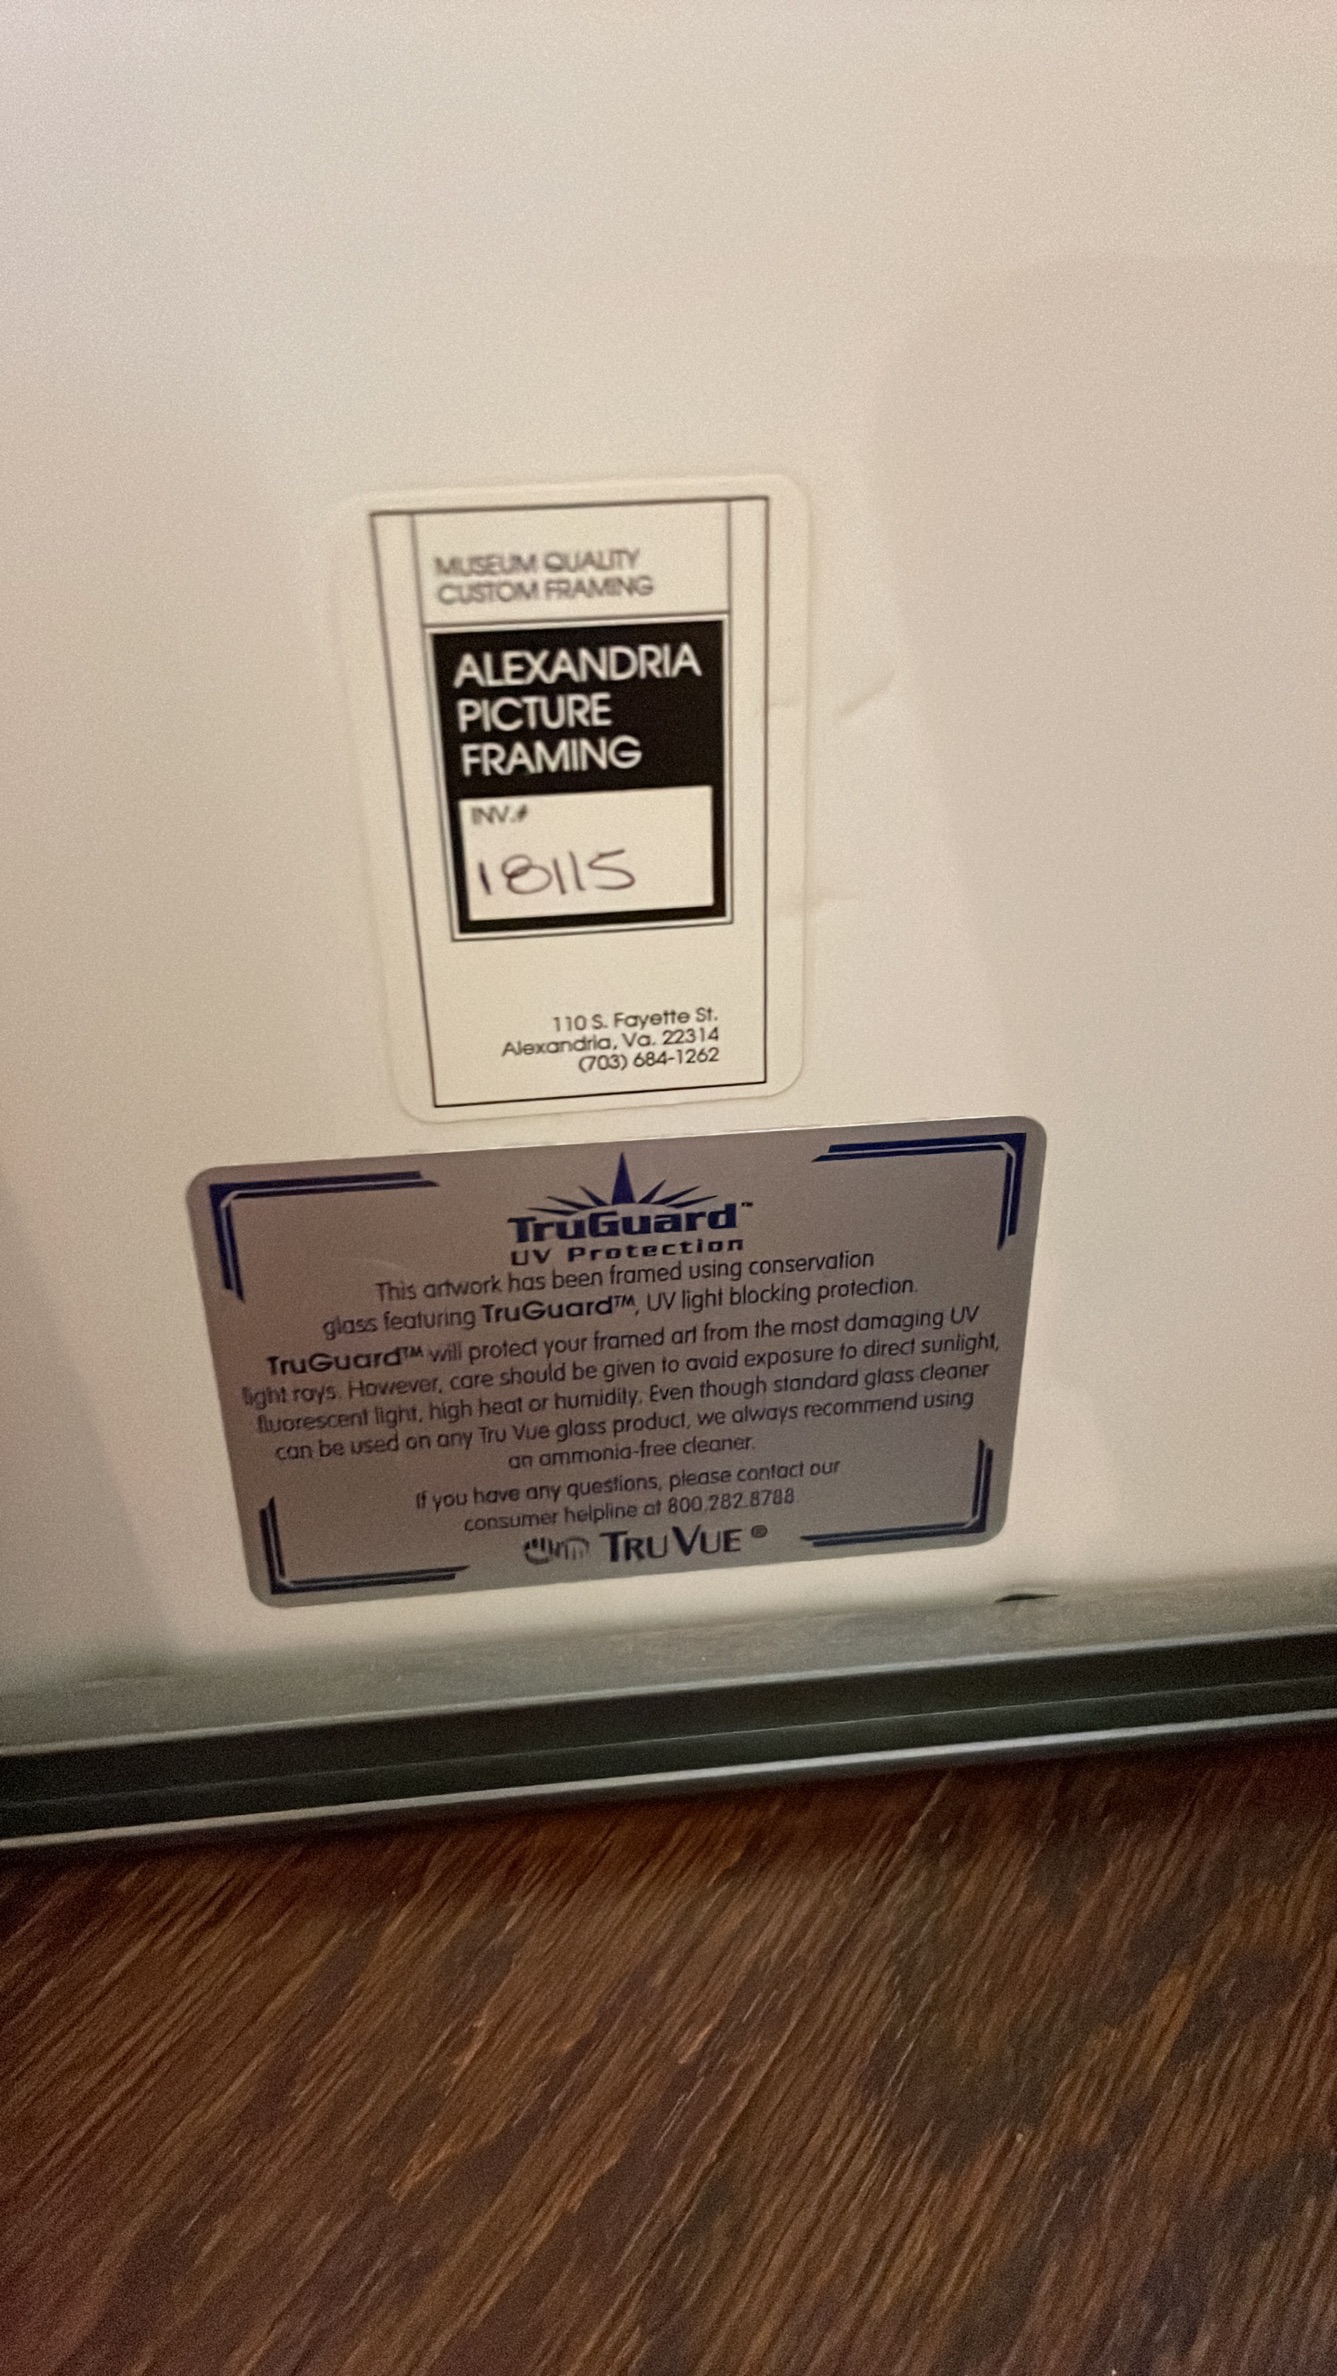 MUSEUM QUALITY
CUSTOM FRAMING
ALEXANDRIA
PICTURE
FRAMING
INV.#
18115
110 S. Fayette St.
Alexandria, Va. 22314
(703) 684-1262
TruGuard™
UV Protection
This artwork has been framed using conservation
glass featuring TruGuard™, UV light blocking protection.
TruGuard™ will protect your framed art from the most damaging UV
light rays. However, care should be given to avoid exposure to direct sunlight,
fluorescent light, high heat or humidity. Even though standard glass cleaner
can be used on any Tru Vue glass product, we always recommend using
an ammonia-free cleaner.
If you have any questions, please contact our
consumer helpline at 800.282.8788
TRU VUE®